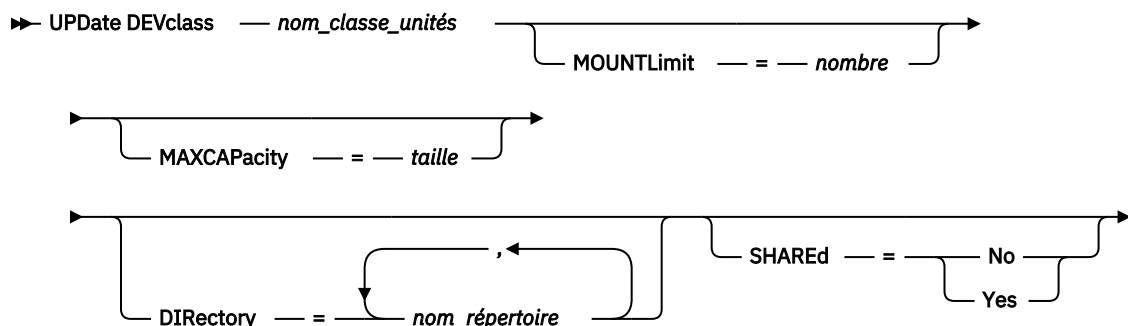 UPDate DEVclass nom_classe_unités
MOUNTLimit = nombre
MAXCAPacity = taille
DIRectory = nom_répertoire ,
SHAREd = No
Yes